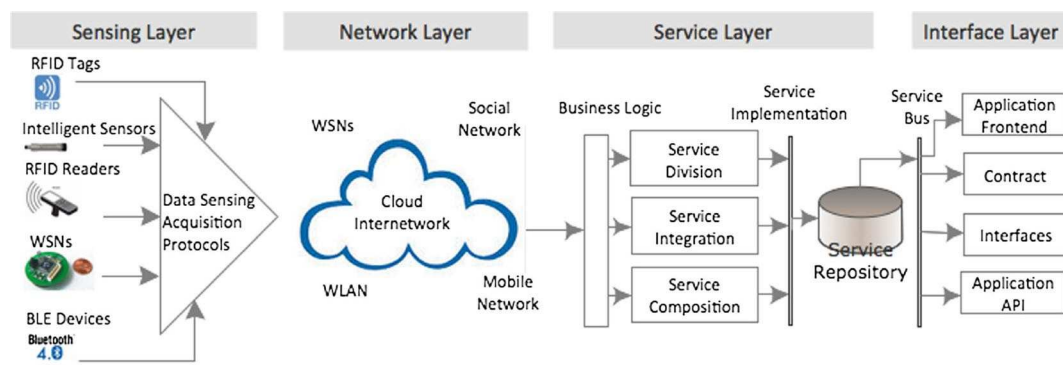 Sensing Layer
Network Layer
Service Layer
Interface Layer
RFID Tags
RFID
Intelligent Sensors
RFID Readers
WSNs
BLE Devices
Bluetooth
4.0
Data Sensing
Acquisition
Protocols
WSNs
Social
Network
Cloud
Internetwork
WLAN
Mobile
Network
Business Logic
Service
Division
Service
Integration
Service
Composition
Service
Implementation
Service
Repository
Service
Bus
Application
Frontend
Contract
Interfaces
Application
API